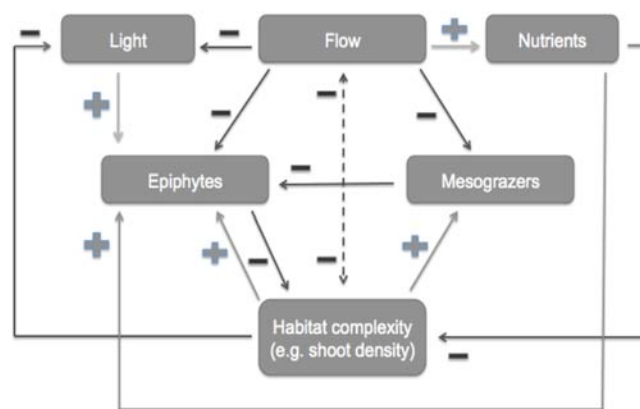 Light
Flow
Nutrients
Epiphytes
Mesograzers
Habitat complexity
(e.g. shoot density)